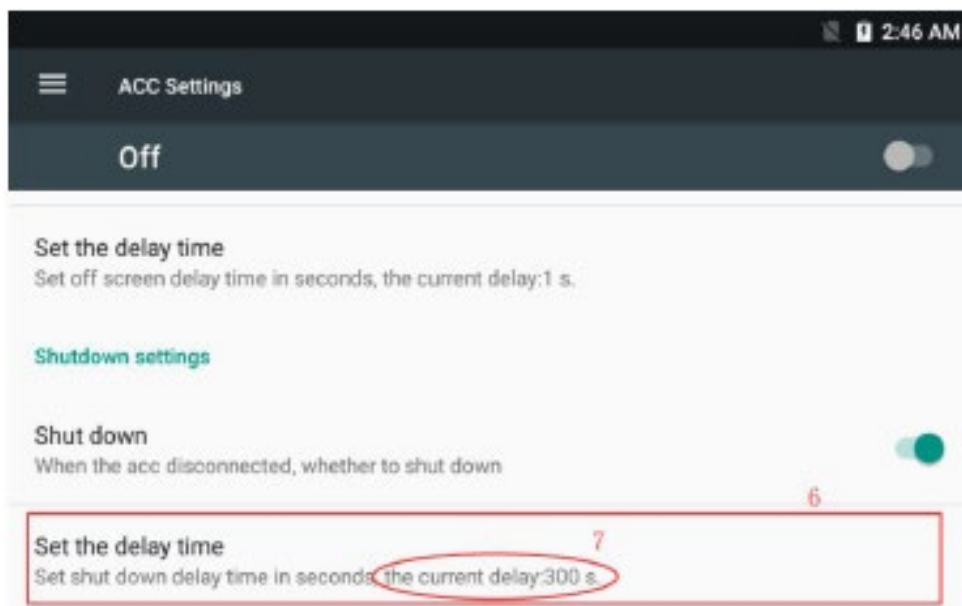 2:46 AM
ACC Settings
Off
Set the delay time
Set off screen delay time in seconds, the current delay:1 s.
Shutdown settings
Shut down
When the acc disconnected, whether to shut down
6
Set the delay time
7
Set shut down delay time in seconds, the current delay:300 s.